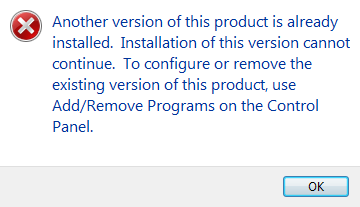 Another version of this product is already
installed.  Installation of this version cannot
continue.  To configure or remove the
existing version of this product, use
Add/Remove Programs on the Control
Panel.
OK